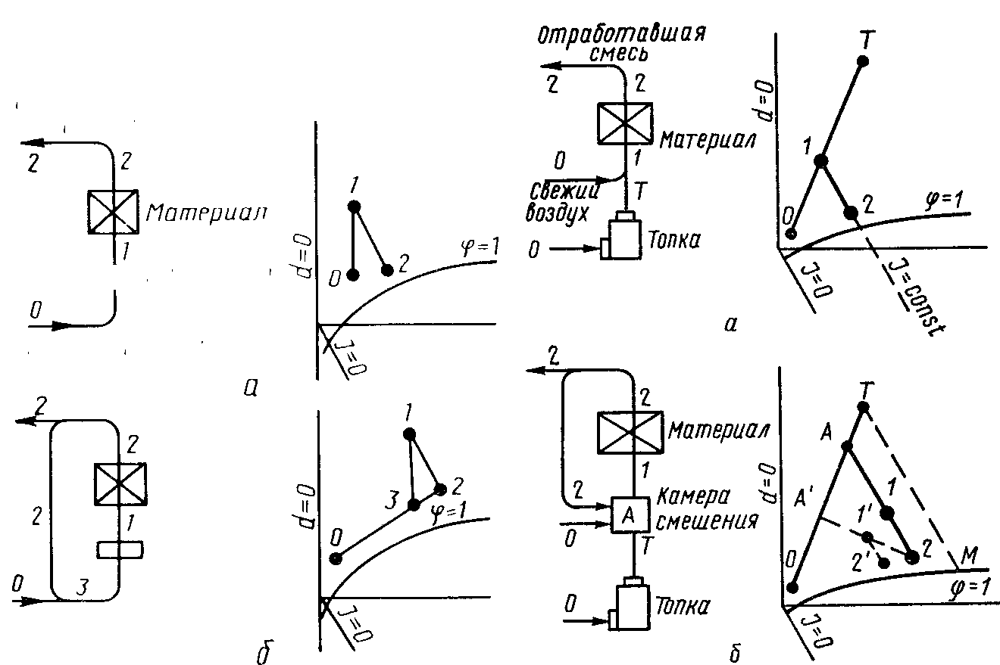 2
2
Материал
1
0
1
d=0
0
2
φ=1
J=0
а
2
2
2
1
0
3
1
d=0
3
2
φ=1
0
J=0
б
Отработавшая
смесь
2
2
Материал
0
1
Свежий
воздух
Т
0
Топка
Т
d=0
1
0
2
φ=1
J=0
J=const
а
2
2
Материал
1
2
Камера
смешения
А
0
Т
0
Топка
Т
А
d=0
А'
1
1'
0
2'
2
М
φ=1
J=0
б